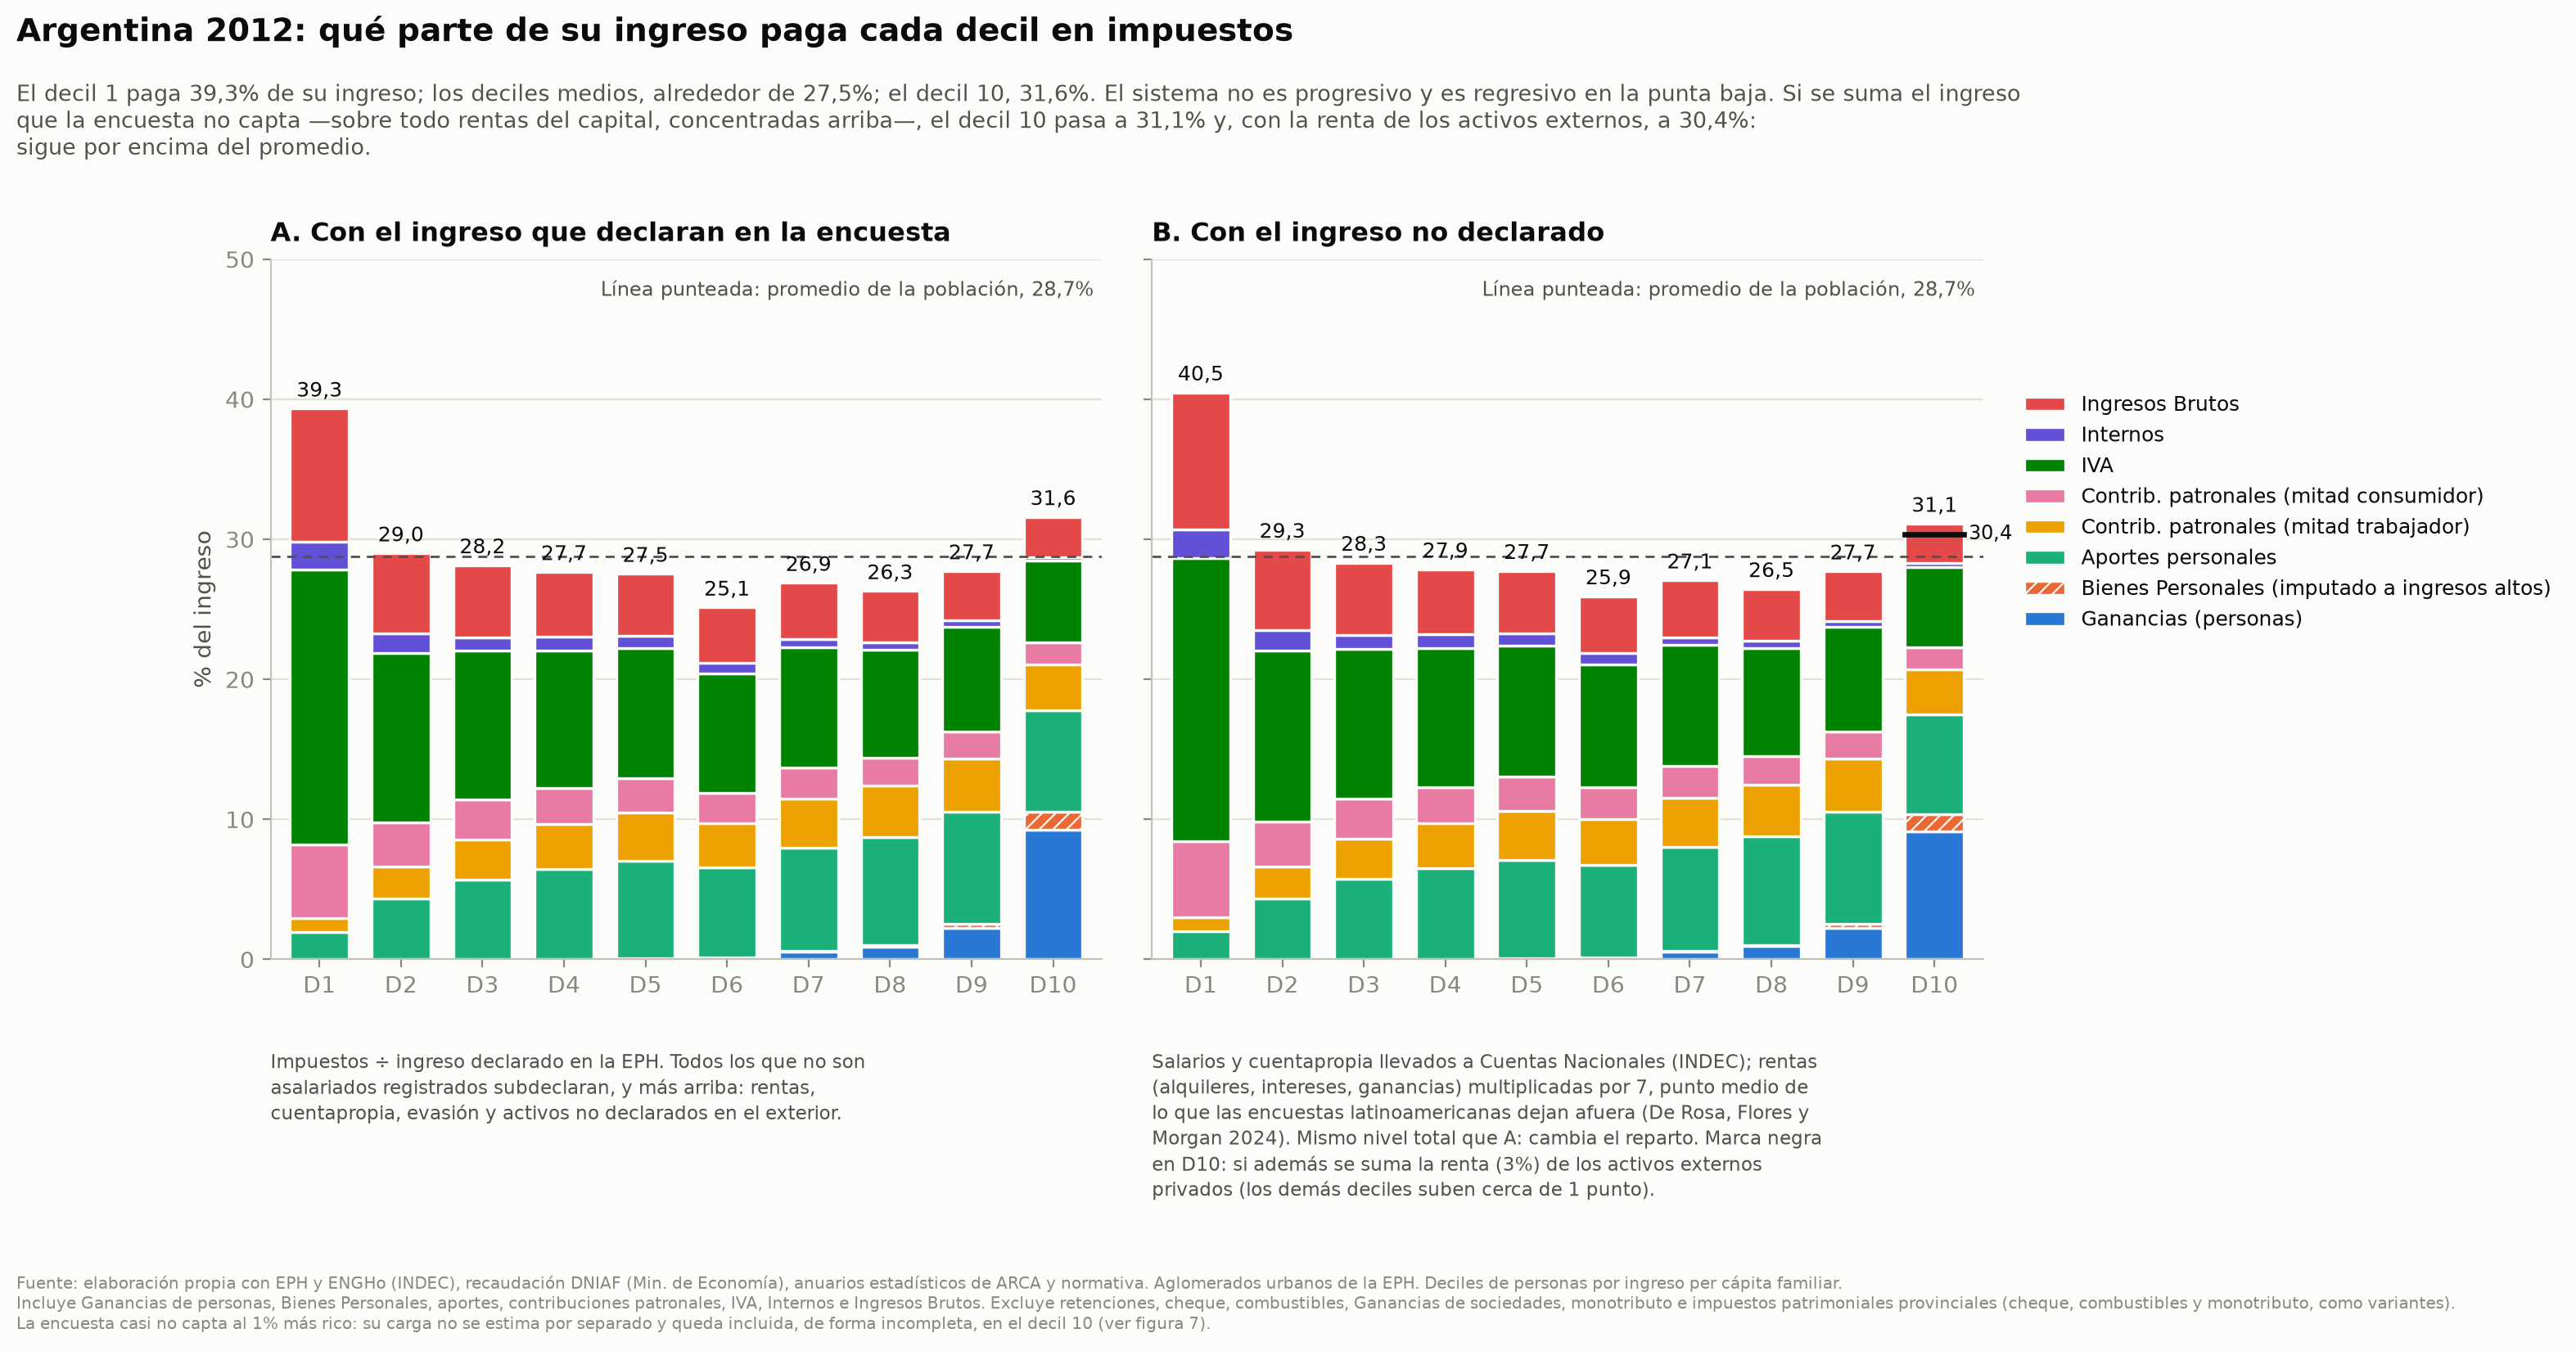 Argentina 2012: qué parte de su ingreso paga cada decil en impuestos
El decil 1 paga 39,3% de su ingreso; los deciles medios, alrededor de 27,5%; el decil 10, 31,6%. El sistema no es progresivo y es regresivo en la punta baja. Si se suma el ingreso
que la encuesta no capta —sobre todo rentas del capital, concentradas arriba—, el decil 10 pasa a 31,1% y, con la renta de los activos externos, a 30,4%:
sigue por encima del promedio.
A. Con el ingreso que declaran en la encuesta
Línea punteada: promedio de la población, 28,7%
% del ingreso
50
40
30
20
10
0
39,3
29,0
28,2
27,7
27,5
25,1
26,9
26,3
27,7
31,6
D1
D2
D3
D4
D5
D6
D7
D8
D9
D10
Impuestos ÷ ingreso declarado en la EPH. Todos los que no son
asalariados registrados subdeclaran, y más arriba: rentas,
cuentapropia, evasión y activos no declarados en el exterior.
B. Con el ingreso no declarado
Línea punteada: promedio de la población, 28,7%
40,5
29,3
28,3
27,9
27,7
25,9
27,1
26,5
27,7
31,1
30,4
D1
D2
D3
D4
D5
D6
D7
D8
D9
D10
Salarios y cuentapropia llevados a Cuentas Nacionales (INDEC); rentas
(alquileres, intereses, ganancias) multiplicadas por 7, punto medio de
lo que las encuestas latinoamericanas dejan afuera (De Rosa, Flores y
Morgan 2024). Mismo nivel total que A: cambia el reparto. Marca negra
en D10: si además se suma la renta (3%) de los activos externos
privados (los demás deciles suben cerca de 1 punto).
Ingresos Brutos
Internos
IVA
Contrib. patronales (mitad consumidor)
Contrib. patronales (mitad trabajador)
Aportes personales
Bienes Personales (imputado a ingresos altos)
Ganancias (personas)
Fuente: elaboración propia con EPH y ENGHo (INDEC), recaudación DNIAF (Min. de Economía), anuarios estadísticos de ARCA y normativa. Aglomerados urbanos de la EPH. Deciles de personas por ingreso per cápita familiar.
Incluye Ganancias de personas, Bienes Personales, aportes, contribuciones patronales, IVA, Internos e Ingresos Brutos. Excluye retenciones, cheque, combustibles, Ganancias de sociedades, monotributo e impuestos patrimoniales provinciales (cheque, combustibles y monotributo, como variantes).
La encuesta casi no capta al 1% más rico: su carga no se estima por separado y queda incluida, de forma incompleta, en el decil 10 (ver figura 7).